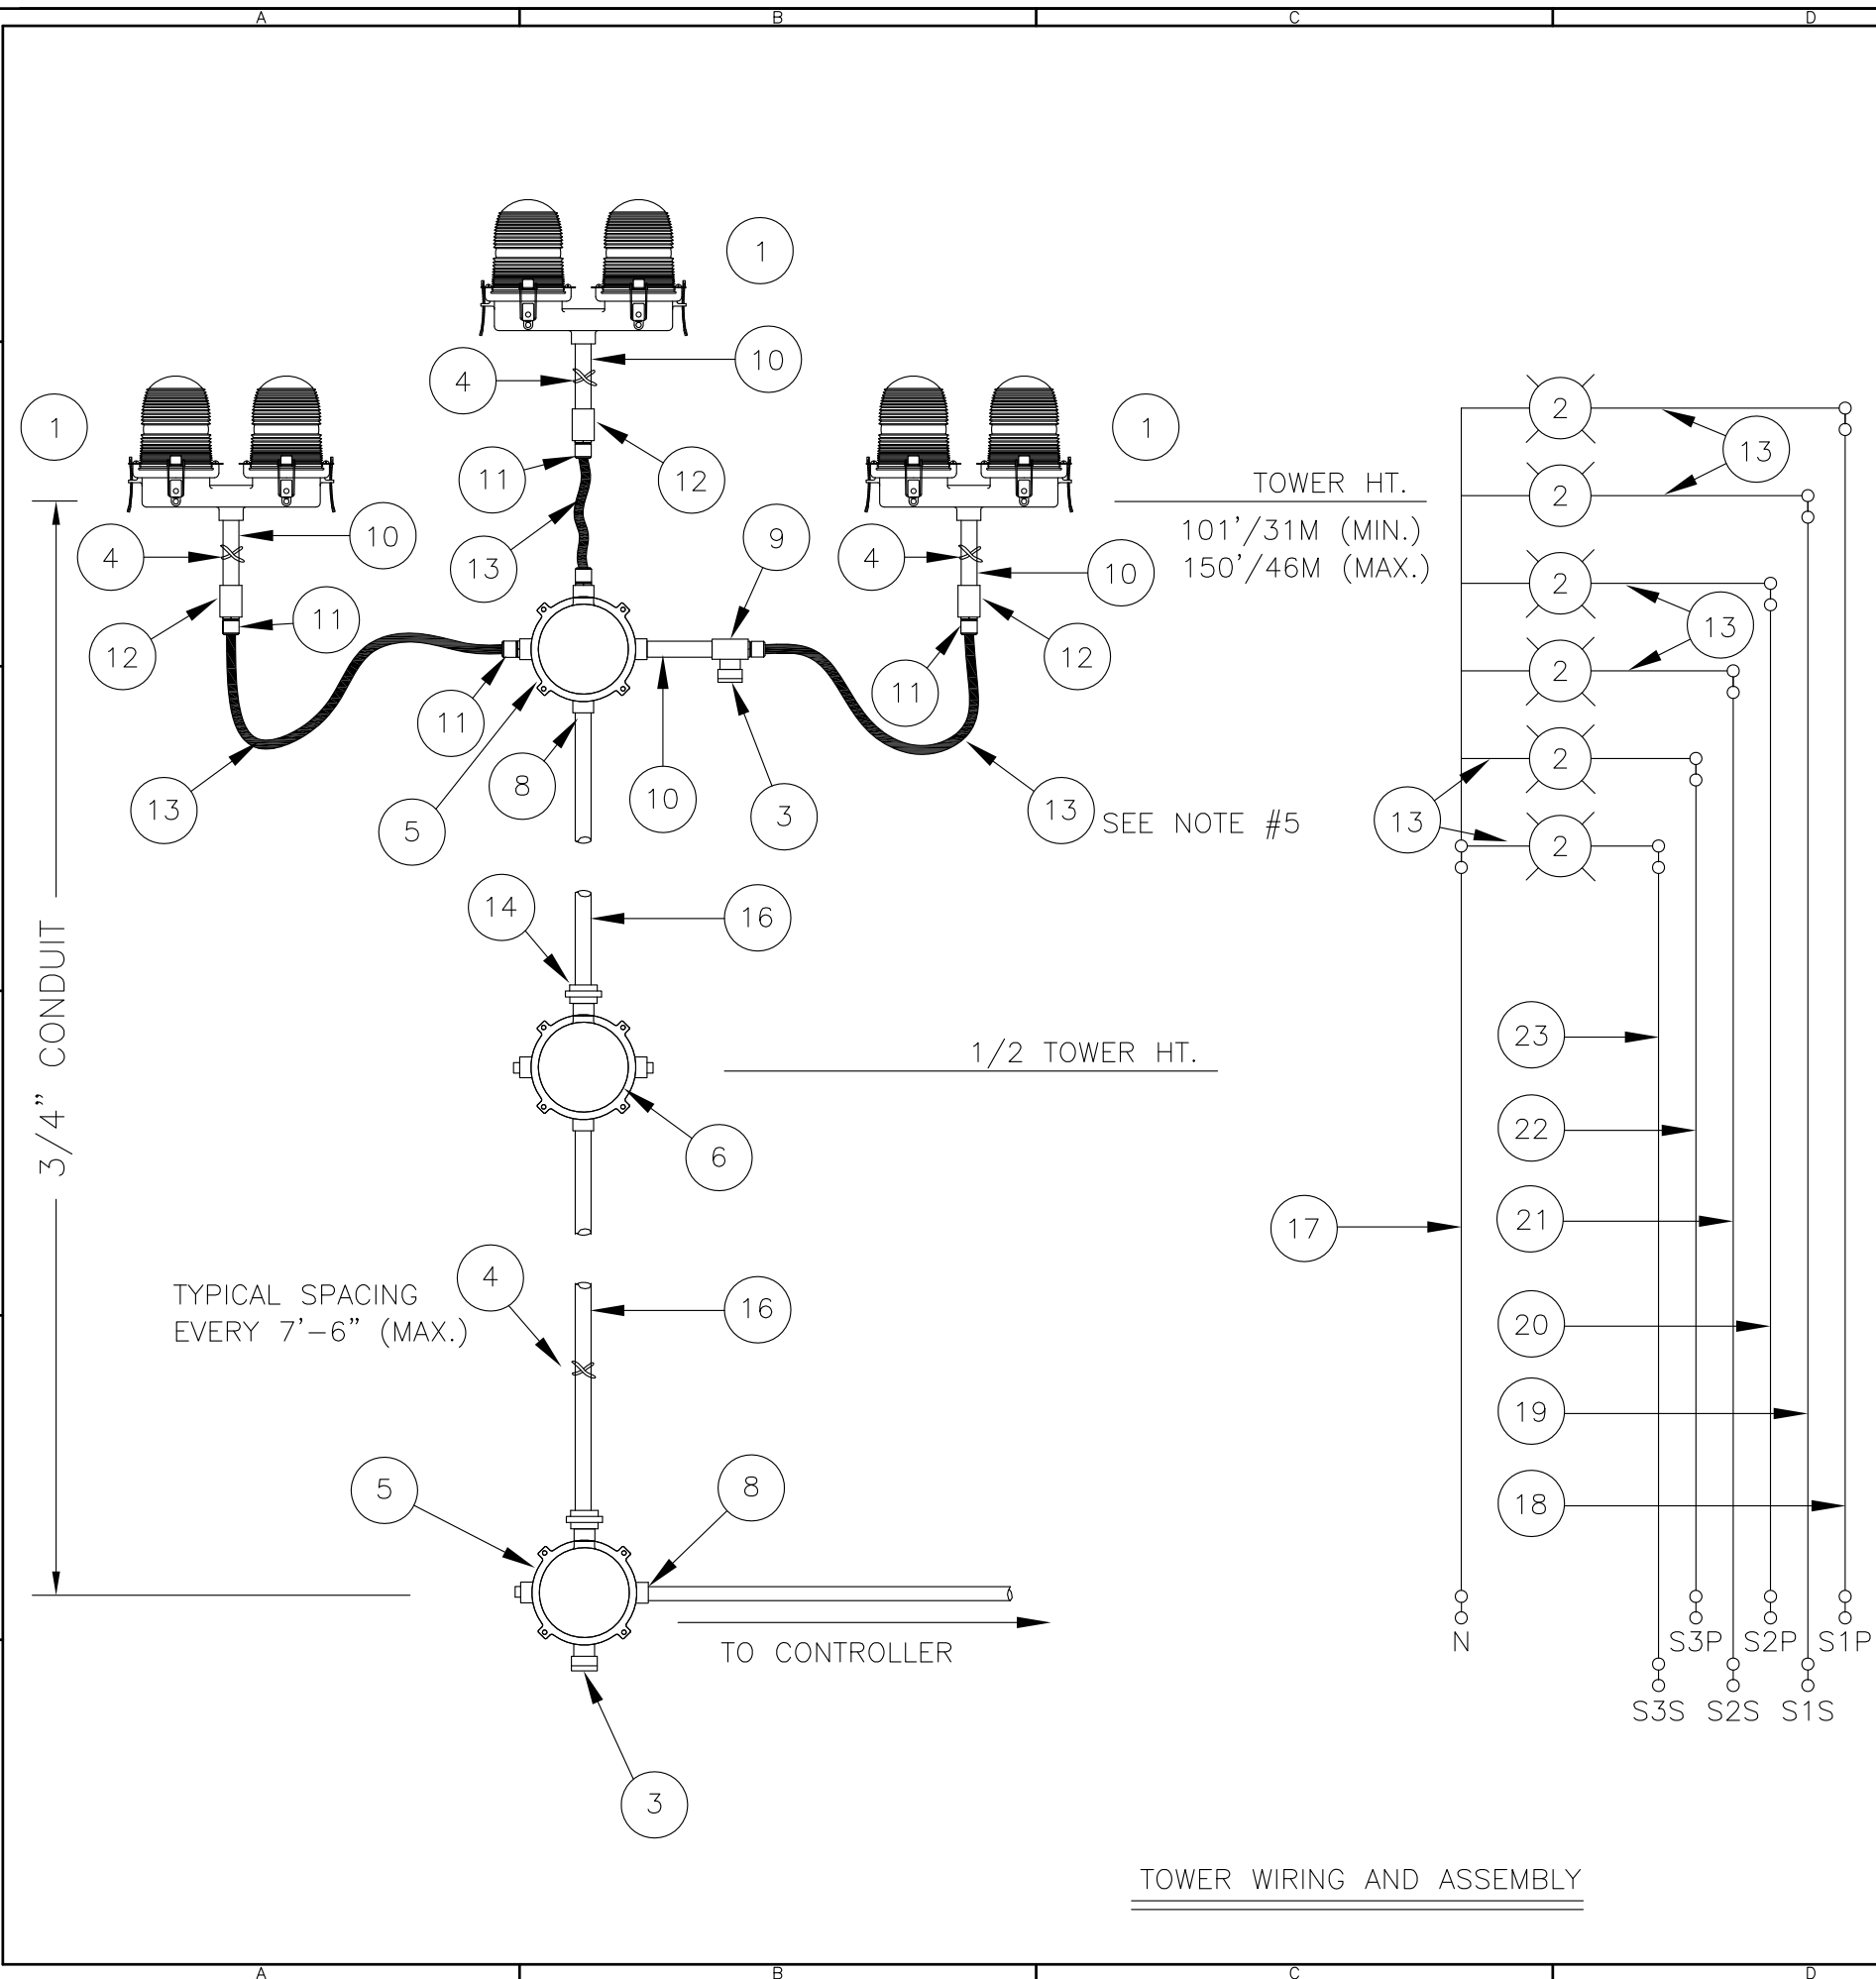 A B C D
1
4 10
1 1
11 12
2
13
TOWER HT.
101'/31M (MIN.)
150'/46M (MAX.)
2
4 10
13
9
4 10
2
12 11
11 12
13
2
11
8 10
2
13
5
3
13 SEE NOTE #5
13
2
14 16
3/4" CONDUIT
23
1/2 TOWER HT.
22
6
17
21
TYPICAL SPACING
EVERY 7'-6" (MAX.)
4
16
20
19
5 8
18
TO CONTROLLER
N S3P S2P S1P
S3S S2S S1S
3
TOWER WIRING AND ASSEMBLY
A B C D